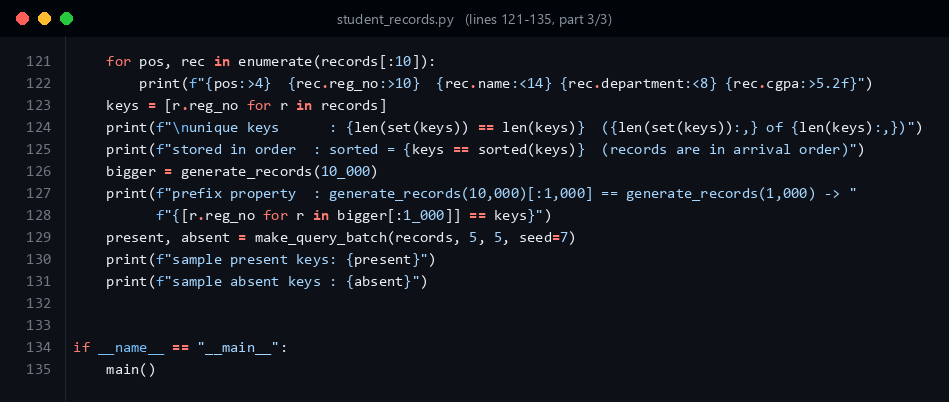 student_records.py   (lines 121-135, part 3/3)
121      for pos, rec in enumerate(records[:10]):
122          print(f"{pos:>4}  {rec.reg_no:>10}  {rec.name:<14} {rec.department:<8} {rec.cgpa:>5.2f}")
123      keys = [r.reg_no for r in records]
124      print(f"\nunique keys      : {len(set(keys)) == len(keys)}  ({len(set(keys)):,} of {len(keys):,})")
125      print(f"stored in order  : sorted = {keys == sorted(keys)}  (records are in arrival order)")
126      bigger = generate_records(10_000)
127      print(f"prefix property  : generate_records(10,000)[:1,000] == generate_records(1,000) -> "
128            f"{[r.reg_no for r in bigger[:1_000]] == keys}")
129      present, absent = make_query_batch(records, 5, 5, seed=7)
130      print(f"sample present keys: {present}")
131      print(f"sample absent keys : {absent}")
132
133
134  if __name__ == "__main__":
135      main()